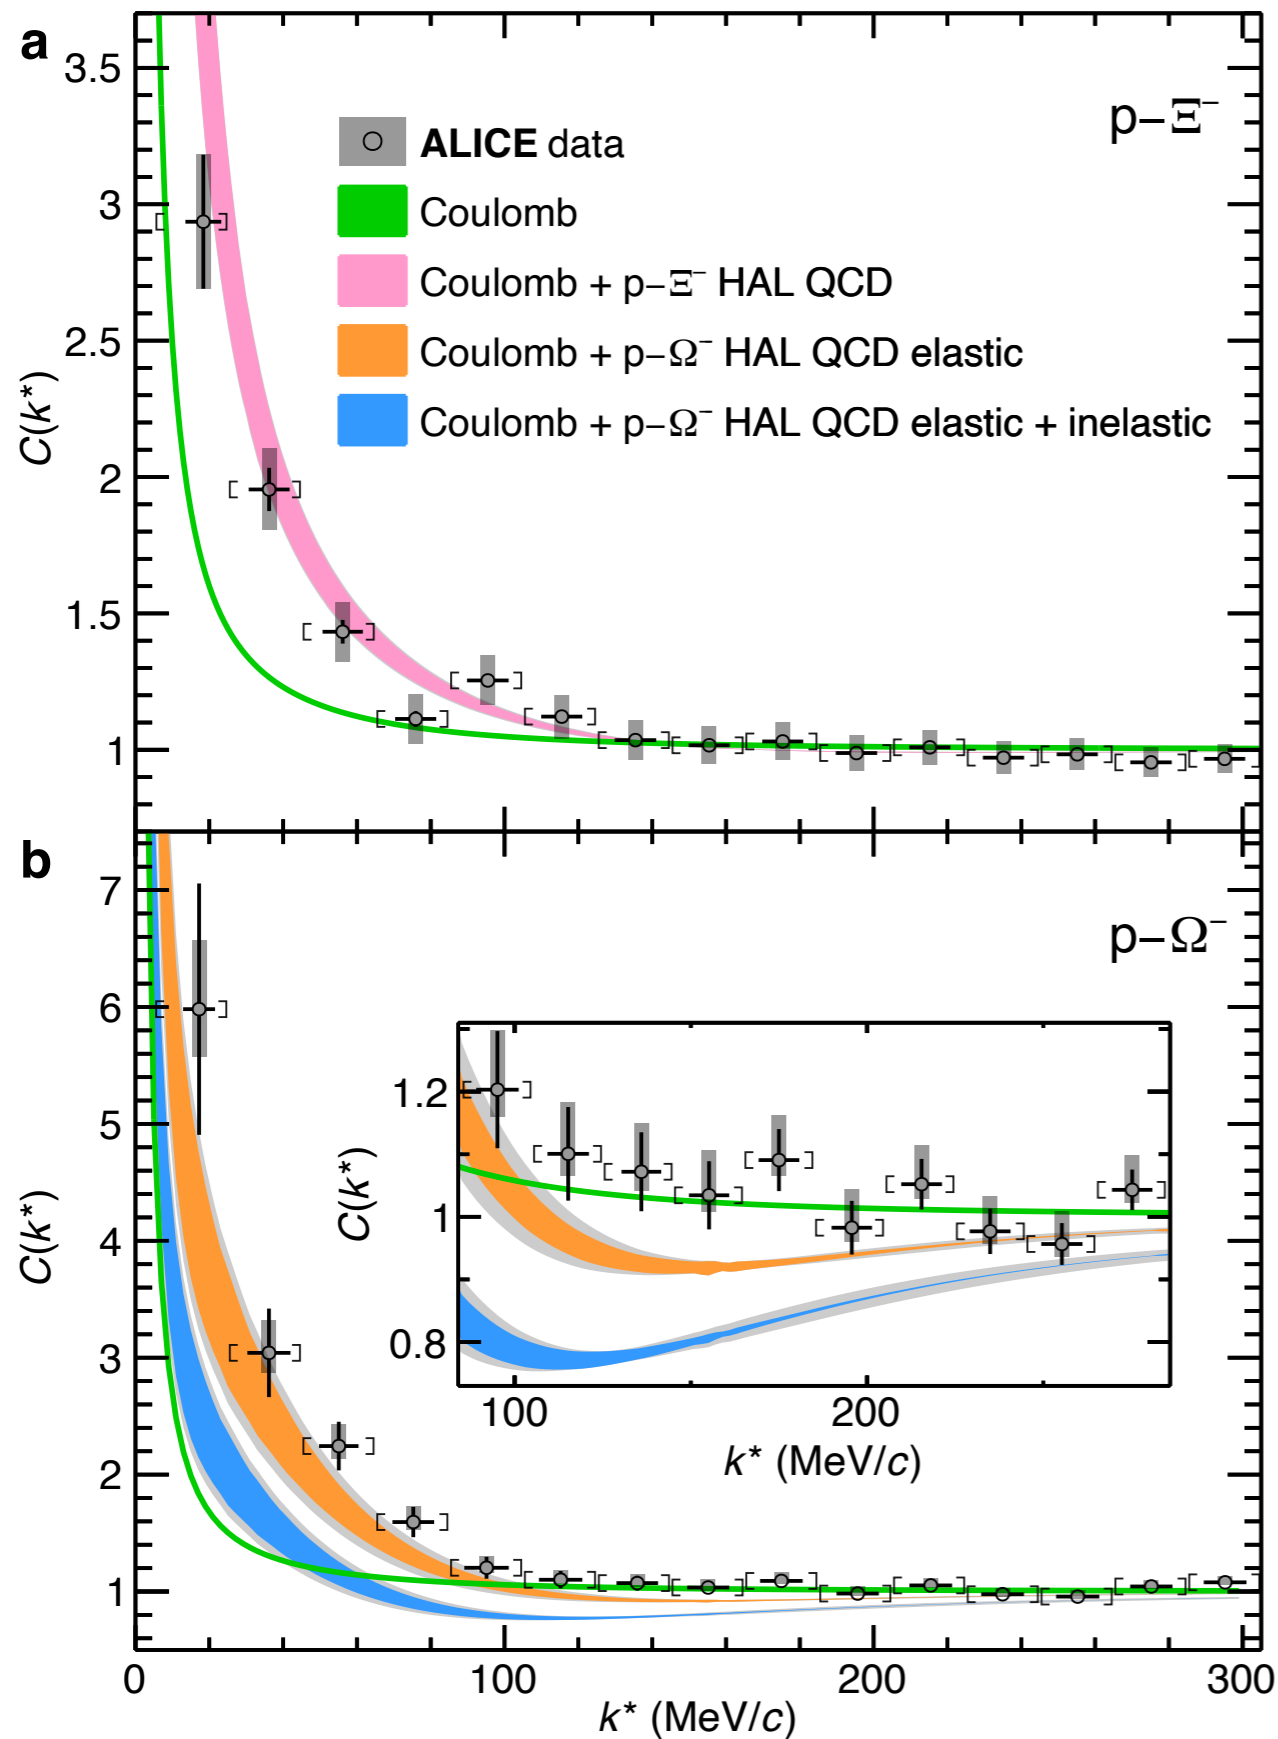 a
p–Ξ⁻
3.5
3
2.5
2
1.5
1
C(k*)
ALICE data
Coulomb
Coulomb + p–Ξ⁻ HAL QCD
Coulomb + p–Ω⁻ HAL QCD elastic
Coulomb + p–Ω⁻ HAL QCD elastic + inelastic
b
p–Ω⁻
7
6
5
4
3
2
1
C(k*)
1.2
1
0.8
C(k*)
100 200
k* (MeV/c)
0 100 200 300
k* (MeV/c)